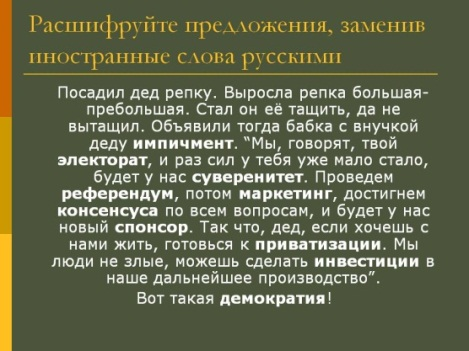 Расшифруйте предложения, заменив
иностранные слова русскими
Посадил дед репку. Выросла репка большая-
пребольшая. Стал он её тащить, да не
вытащил. Объявили тогда бабка с внучкой
деду импичмент. “Мы, говорят, твой
электорат, и раз сил у тебя уже мало стало,
будет у нас суверенитет. Проведем
референдум, потом маркетинг, достигнем
консенсуса по всем вопросам, и будет у нас
новый спонсор. Так что, дед, если хочешь с
нами жить, готовься к приватизации. Мы
люди не злые, можешь сделать инвестиции в
наше дальнейшее производство”.
Вот такая демократия!